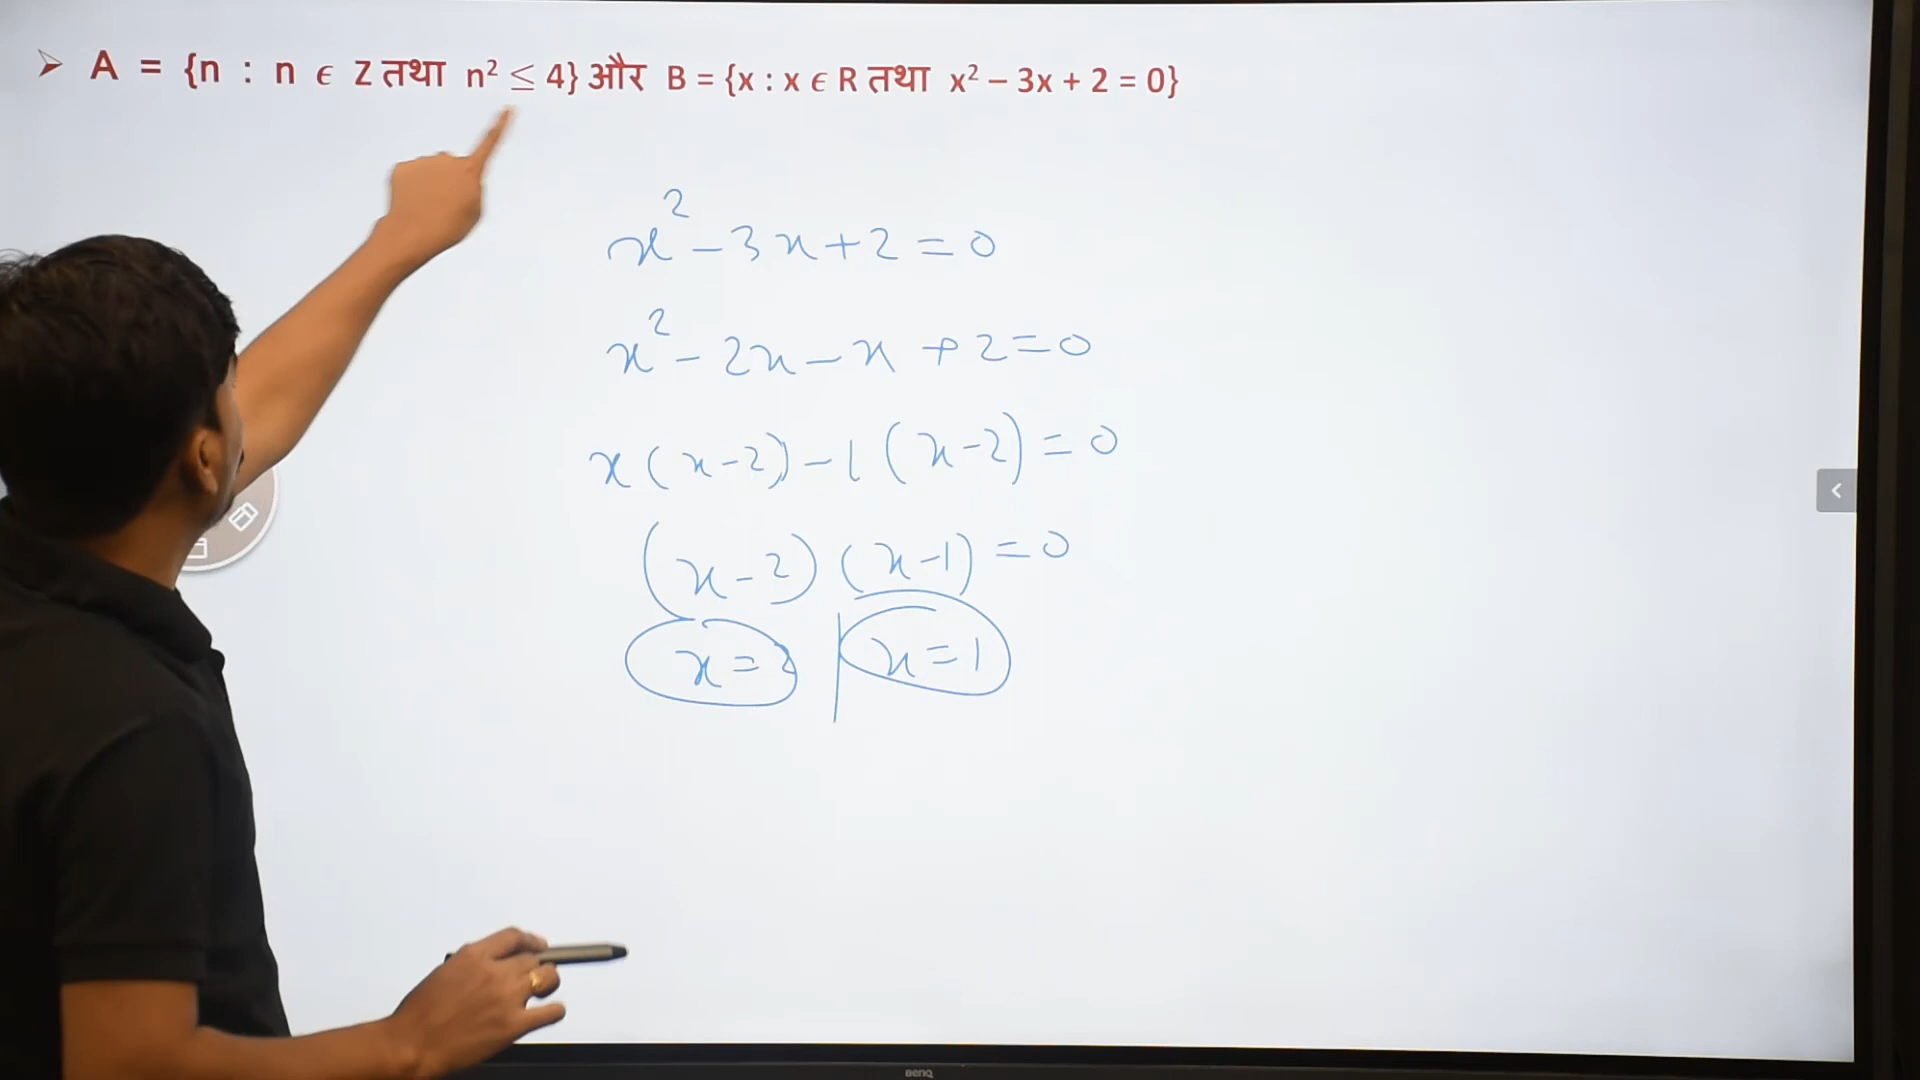 ➢ A = {n : n ϵ Z तथा n² ≤ 4} और B = {x : x ϵ R तथा x² – 3x + 2 = 0}
x² - 3x + 2 = 0
x² - 2x - x + 2 = 0
x(x-2) - 1(x-2) = 0
(x-2)(x-1) = 0
x = 2 | x = 1
BenQ